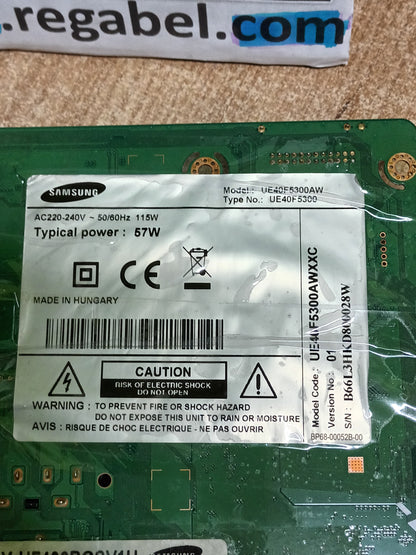 regabel.com
SAMSUNG
Model.: UE40F5300AW
Type No.: UE40F5300
AC220-240V ~ 50/60Hz 115W
Typical power : 57W
MADE IN HUNGARY
CAUTION
RISK OF ELECTRIC SHOCK
DO NOT OPEN
WARNING : TO PREVENT FIRE OR SHOCK HAZARD
DO NOT EXPOSE THIS UNIT TO RAIN OR MOISTURE
AVIS : RISQUE DE CHOC ELECTRIQUE - NE PAS OUVRIR
Model Code : UE40F5300AWXXC
Version No.: 01
S/N : B66L3HKD800028W
BP68-00052B-00
SAMSUNG